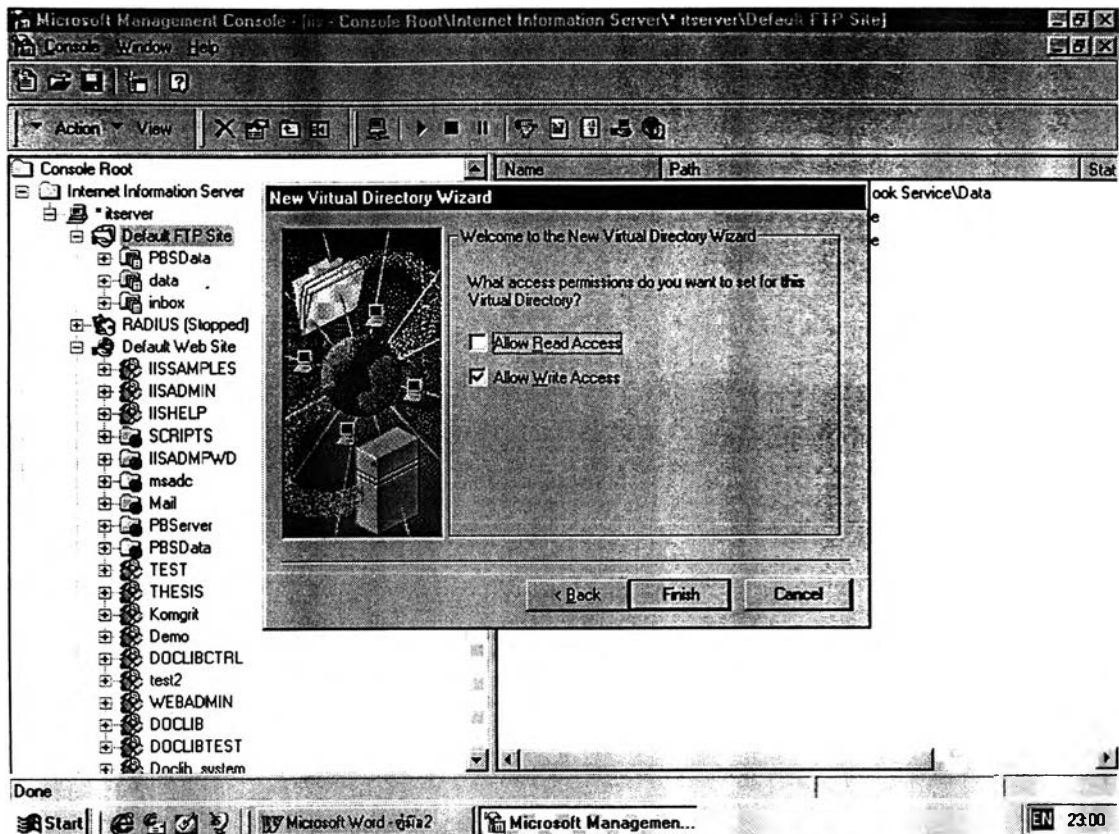 Microsoft Management Console - [iis - Console Root\Internet Information Server\* itserver\Default FTP Site]
Console Window Help
Action View
Console Root
Name Path Stat
Internet Information Server
* itserver
Default FTP Site
PBSData
data
inbox
RADIUS (Stopped)
Default Web Site
IISSAMPLES
IISADMIN
IISHELP
SCRIPTS
IISADMPWD
msadc
Mail
PBServer
PBSData
TEST
THESIS
Komgrit
Demo
DOCLIBCTRL
test2
WEBADMIN
DOCLIB
DOCLIBTEST
Doclib_system
ook Service\Data
e
e
New Virtual Directory Wizard
Welcome to the New Virtual Directory Wizard
What access permissions do you want to set for this
Virtual Directory?
Allow Read Access
Allow Write Access
< Back Finish Cancel
Done
Start Microsoft Word - คู่มือ2 Microsoft Managemen... EN 23:00